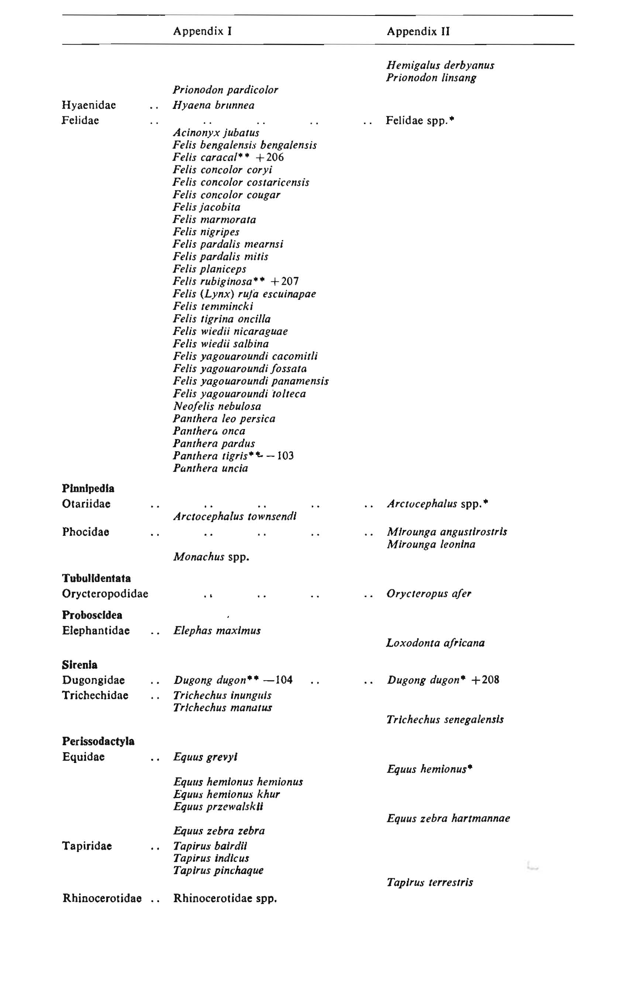 Appendix I Appendix II
Hemigalus derbyanus
Prionodon linsang
Prionodon pardicolor
Hyaenidae .. Hyaena brunnea
Felidae .. .. .. .. .. Felidae spp.*
Acinonyx jubatus
Felis bengalensis bengalensis
Felis caracal** +206
Felis concolor coryi
Felis concolor costaricensis
Felis concolor cougar
Felis jacobita
Felis marmorata
Felis nigripes
Felis pardalis mearnsi
Felis pardalis mitis
Felis planiceps
Felis rubiginosa** +207
Felis (Lynx) rufa escuinapae
Felis temmincki
Felis tigrina oncilla
Felis wiedii nicaraguae
Felis wiedii salbina
Felis yagouaroundi cacomitli
Felis yagouaroundi fossata
Felis yagouaroundi panamensis
Felis yagouaroundi tolteca
Neofelis nebulosa
Panthera leo persica
Panthera onca
Panthera pardus
Panthera tigris** —103
Panthera uncia
Pinnipedia
Otariidae .. .. .. .. .. Arctocephalus spp.*
Arctocephalus townsendi
Phocidae .. .. .. .. .. Mirounga angustirostris
Mirounga leonina
Monachus spp.
Tubulidentata
Orycteropodidae .. .. .. .. Orycteropus afer
Proboscidea
Elephantidae .. Elephas maximus
Loxodonta africana
Sirenia
Dugongidae .. Dugong dugon** —104 .. .. Dugong dugon* +208
Trichechidae .. Trichechus inunguis
Trichechus manatus
Trichechus senegalensis
Perissodactyla
Equidae .. Equus grevyi
Equus hemionus*
Equus hemionus hemionus
Equus hemionus khur
Equus przewalskii
Equus zebra hartmannae
Equus zebra zebra
Tapiridae .. Tapirus bairdii
Tapirus indicus
Tapirus pinchaque
Tapirus terrestris
Rhinocerotidae .. Rhinocerotidae spp.